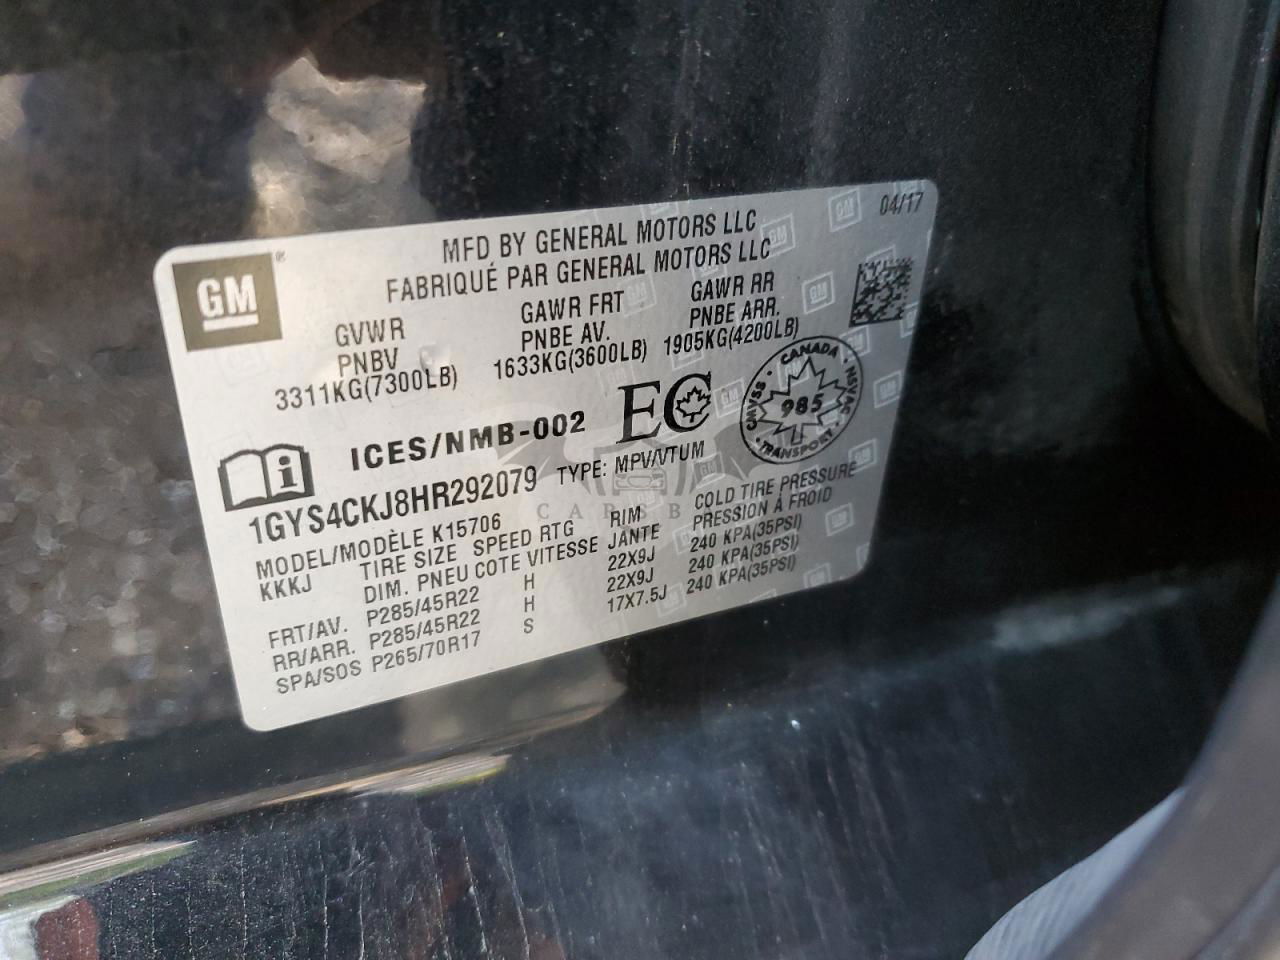 GM
04/17
MFD BY GENERAL MOTORS LLC
FABRIQUÉ PAR GENERAL MOTORS LLC
GVWR GAWR FRT GAWR RR
PNBV PNBE AV. PNBE ARR.
3311KG(7300LB) 1633KG(3600LB) 1905KG(4200LB)
ICES/NMB-002 EC
CANADA NSVAC TRANSPORT CMVSS
985
1GYS4CKJ8HR292079 TYPE: MPV/VTUM
MODEL/MODÈLE K15706 RIM COLD TIRE PRESSURE
KKKJ TIRE SIZE SPEED RTG JANTE PRESSION À FROID
DIM. PNEU COTE VITESSE
FRT/AV. P285/45R22 H 22X9J 240 KPA(35PSI)
RR/ARR. P285/45R22 H 22X9J 240 KPA(35PSI)
SPA/SOS P265/70R17 S 17X7.5J 240 KPA(35PSI)